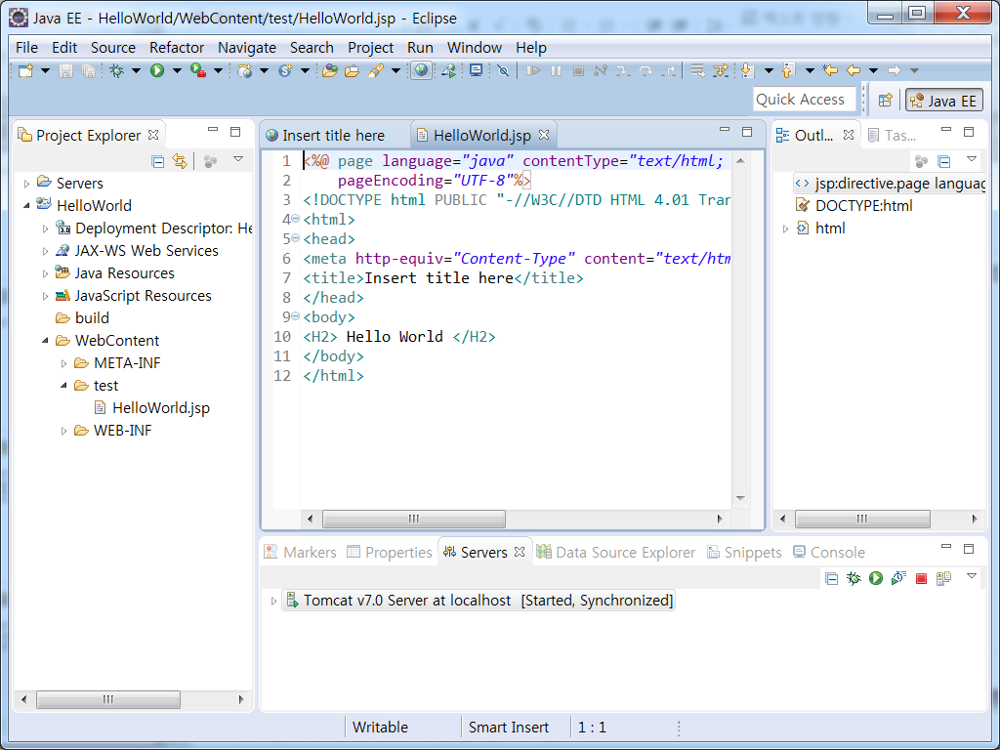 Java EE - HelloWorld/WebContent/test/HelloWorld.jsp - Eclipse
File Edit Source Refactor Navigate Search Project Run Window Help
Quick Access
Java EE
Project Explorer
Servers
HelloWorld
Deployment Descriptor: He
JAX-WS Web Services
Java Resources
JavaScript Resources
build
WebContent
META-INF
test
HelloWorld.jsp
WEB-INF
Insert title here
HelloWorld.jsp
1 <%@ page language="java" contentType="text/html;
2 pageEncoding="UTF-8"%>
3 <!DOCTYPE html PUBLIC "-//W3C//DTD HTML 4.01 Tran
4 <html>
5 <head>
6 <meta http-equiv="Content-Type" content="text/htm
7 <title>Insert title here</title>
8 </head>
9 <body>
10 <H2> Hello World </H2>
11 </body>
12 </html>
Outl...
Tas...
jsp:directive.page languag
DOCTYPE:html
html
Markers Properties Servers Data Source Explorer Snippets Console
Tomcat v7.0 Server at localhost [Started, Synchronized]
Writable Smart Insert 1 : 1